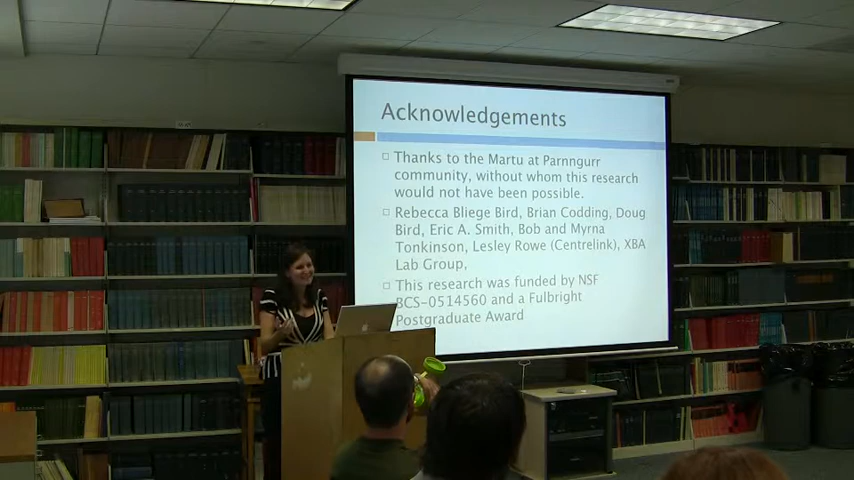 Acknowledgements
Thanks to the Martu at Parnngurr
community, without whom this research
would not have been possible.
Rebecca Bliege Bird, Brian Codding, Doug
Bird, Eric A. Smith, Bob and Myrna
Tonkinson, Lesley Rowe (Centrelink), XBA
Lab Group,
This research was funded by NSF
BCS-0514560 and a Fulbright
Postgraduate Award